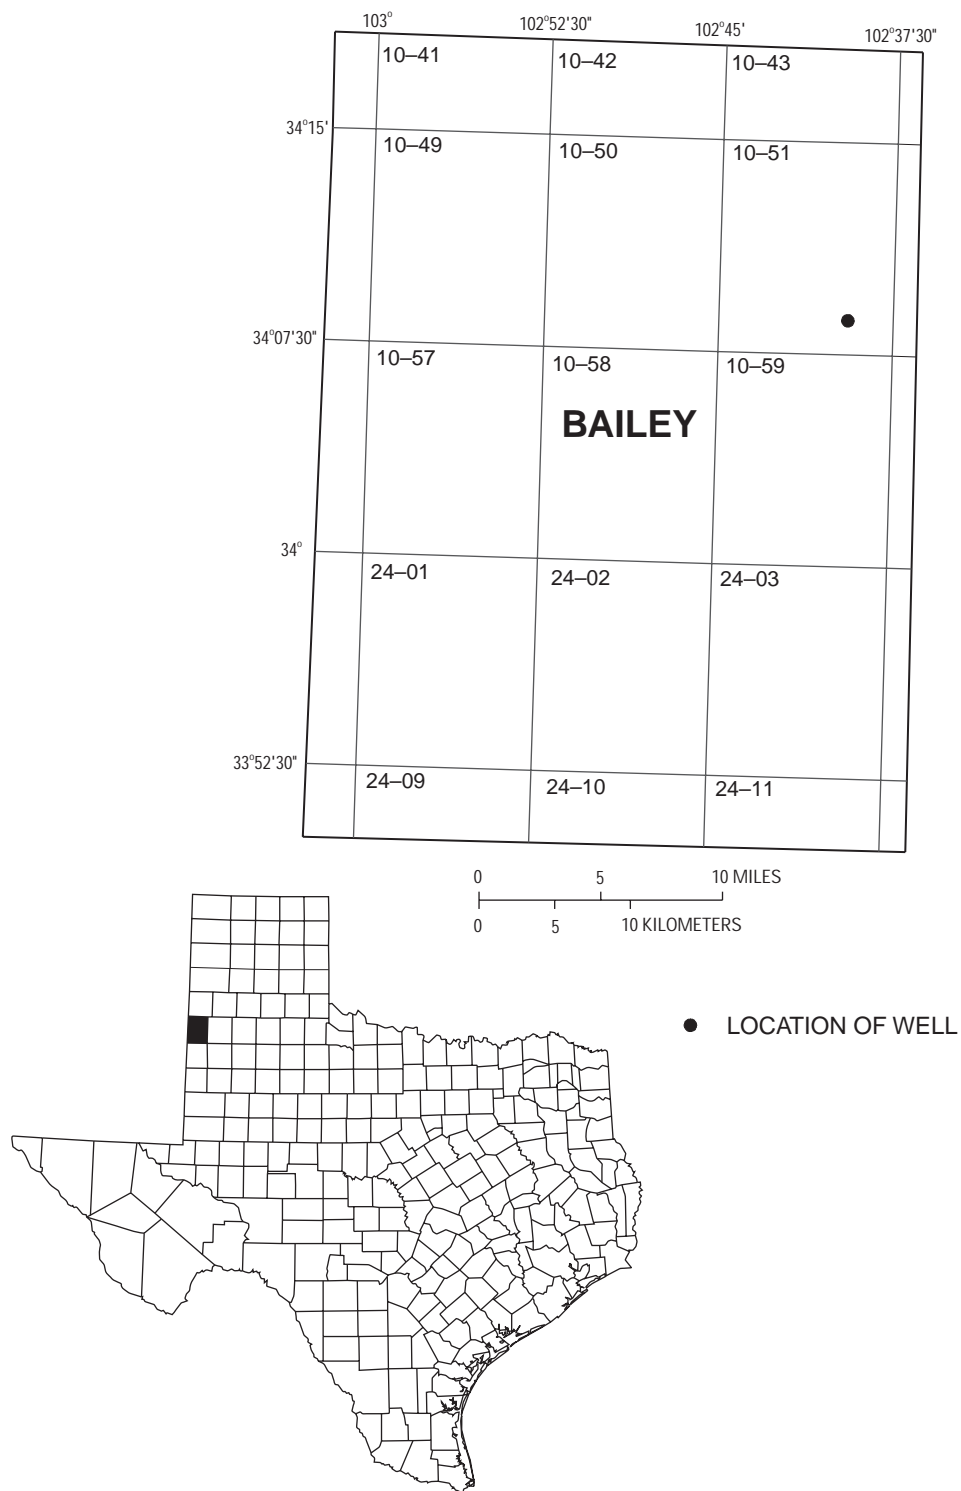 103° 102°52'30" 102°45' 102°37'30"
10–41 10–42 10–43
34°15'
10–49 10–50 10–51
34°07'30"
10–57 10–58 10–59
BAILEY
34°
24–01 24–02 24–03
33°52'30"
24–09 24–10 24–11
0 5 10 MILES
0 5 10 KILOMETERS
LOCATION OF WELL